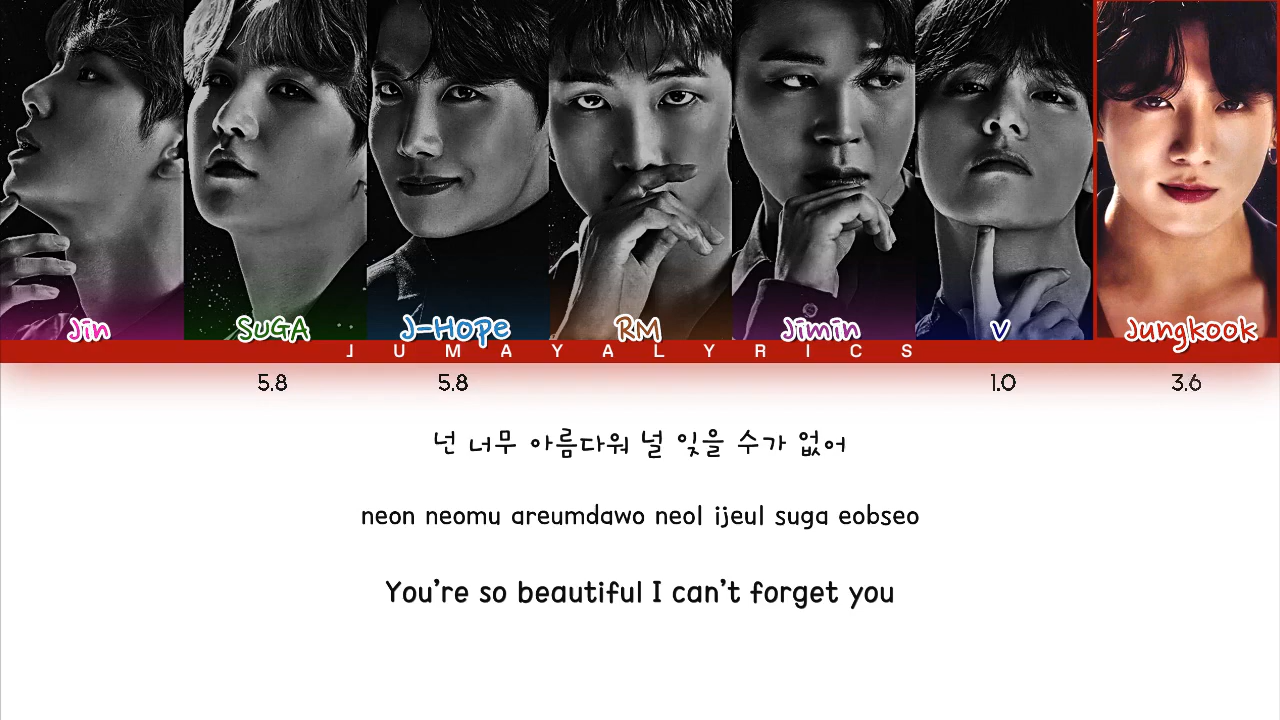 Jin SUGA J-Hope RM Jimin V Jungkook
JUMAYALYRICS
5.8 5.8 1.0 3.6
넌 너무 아름다워 널 잊을 수가 없어
neon neomu areumdawo neol ijeul suga eobseo
You're so beautiful I can't forget you